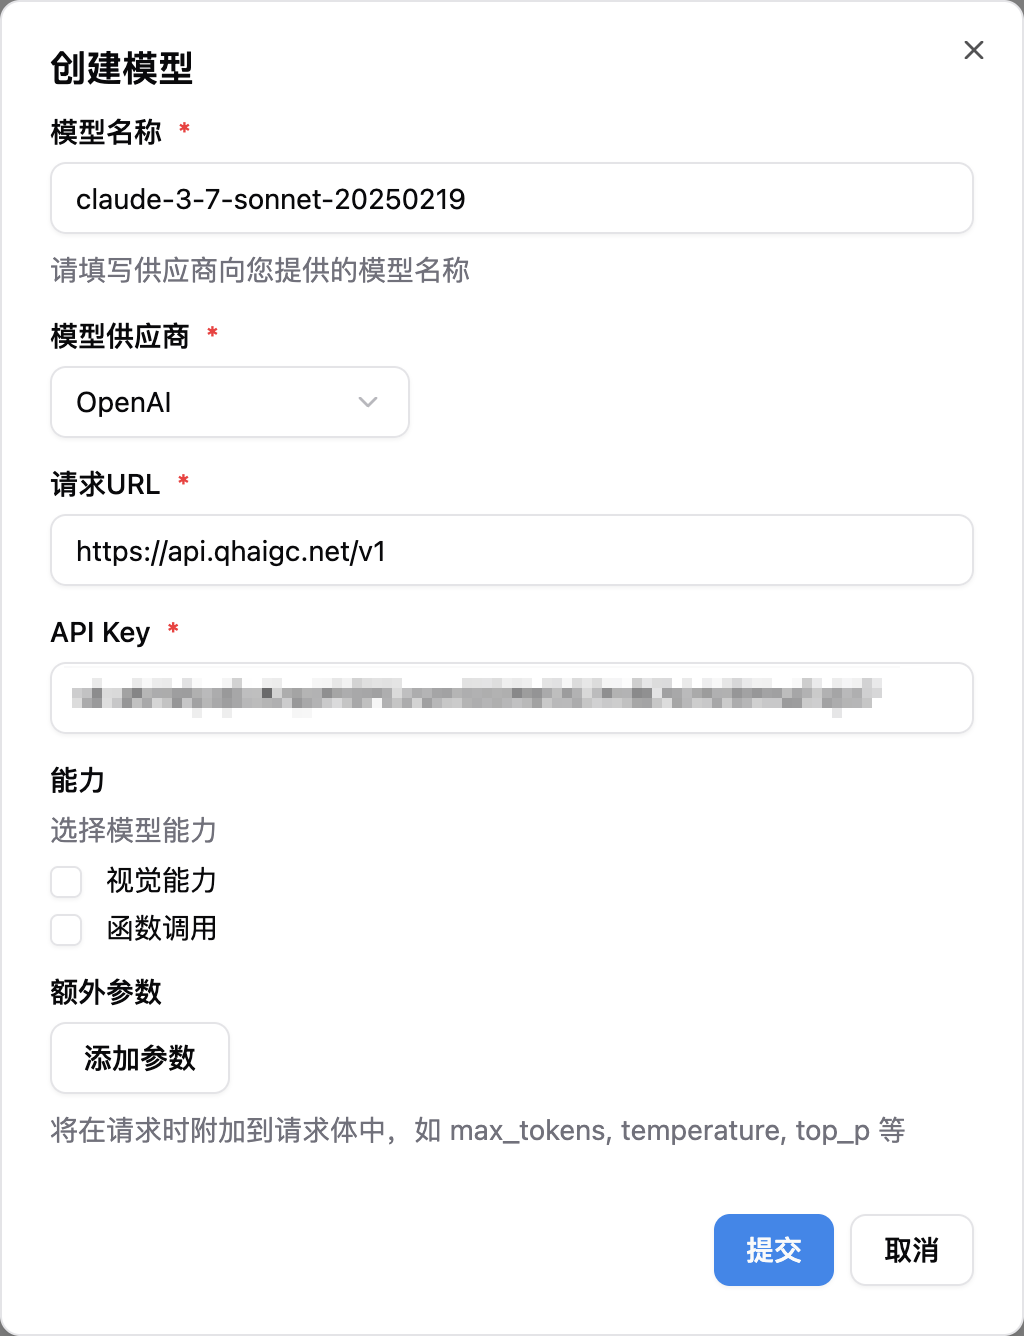 创建模型
模型名称 *
claude-3-7-sonnet-20250219
请填写供应商向您提供的模型名称
模型供应商 *
OpenAI
请求URL *
https://api.qhaigc.net/v1
API Key *
能力
选择模型能力
视觉能力
函数调用
额外参数
添加参数
将在请求时附加到请求体中，如 max_tokens, temperature, top_p 等
提交
取消